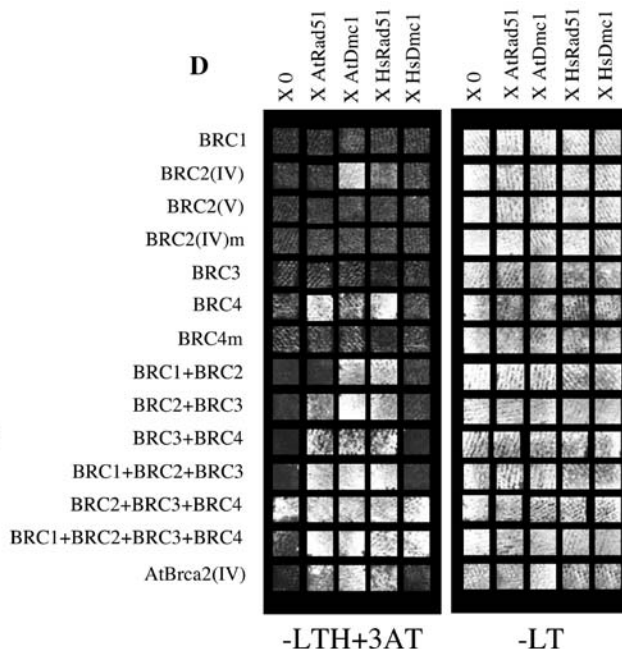 D
X 0
X AtRad51
X AtDmc1
X HsRad51
X HsDmc1
X 0
X AtRad51
X AtDmc1
X HsRad51
X HsDmc1
BRC1
BRC2(IV)
BRC2(V)
BRC2(IV)m
BRC3
BRC4
BRC4m
BRC1+BRC2
BRC2+BRC3
BRC3+BRC4
BRC1+BRC2+BRC3
BRC2+BRC3+BRC4
BRC1+BRC2+BRC3+BRC4
AtBrca2(IV)
-LTH+3AT
-LT